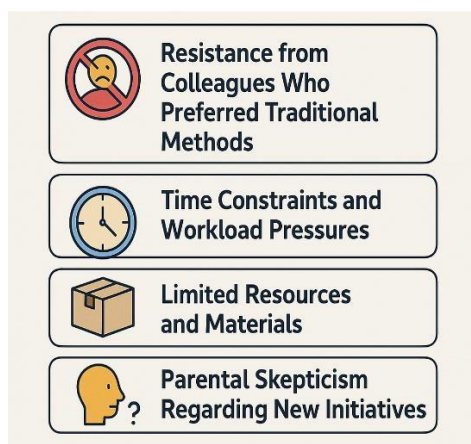 Resistance from
Colleagues Who
Preferred Traditional
Methods
Time Constraints and
Workload Pressures
Limited Resources
and Materials
Parental Skepticism
?
Regarding New Initiatives